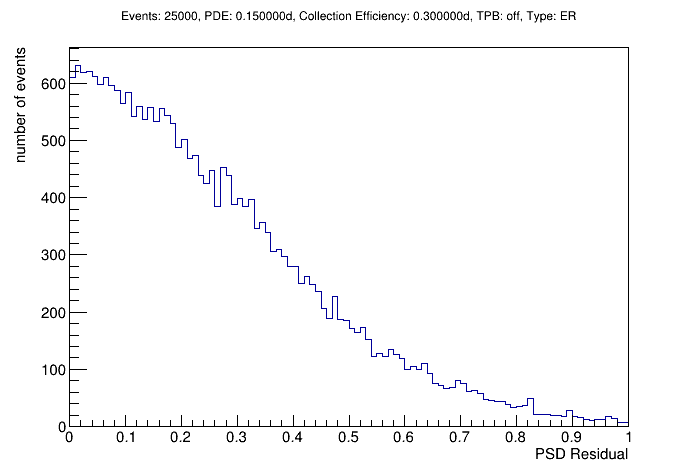 Events: 25000, PDE: 0.150000d, Collection Efficiency: 0.300000d, TPB: off, Type: ER
number of events
600
500
400
300
200
100
0
0 0.1 0.2 0.3 0.4 0.5 0.6 0.7 0.8 0.9 1
PSD Residual